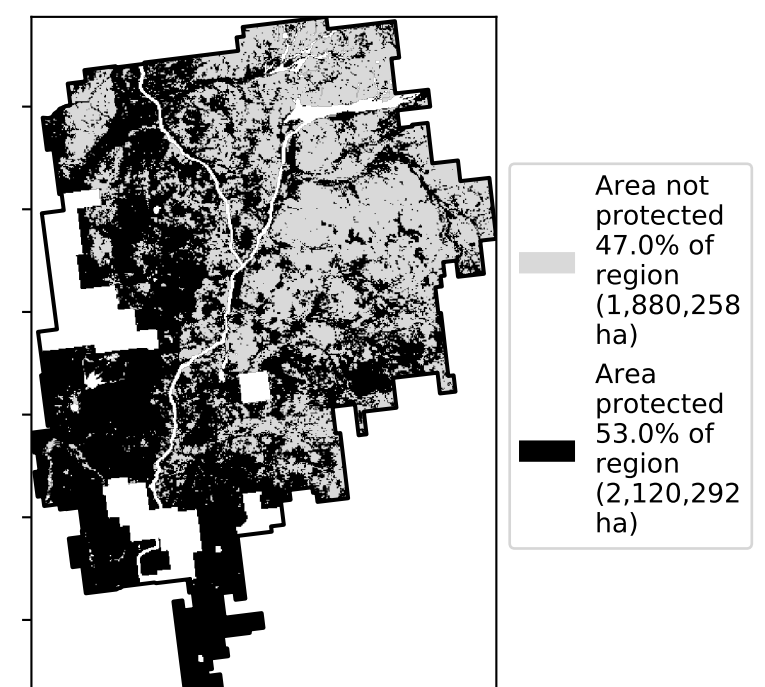 Area not
protected
47.0% of
region
(1,880,258
ha)
Area
protected
53.0% of
region
(2,120,292
ha)